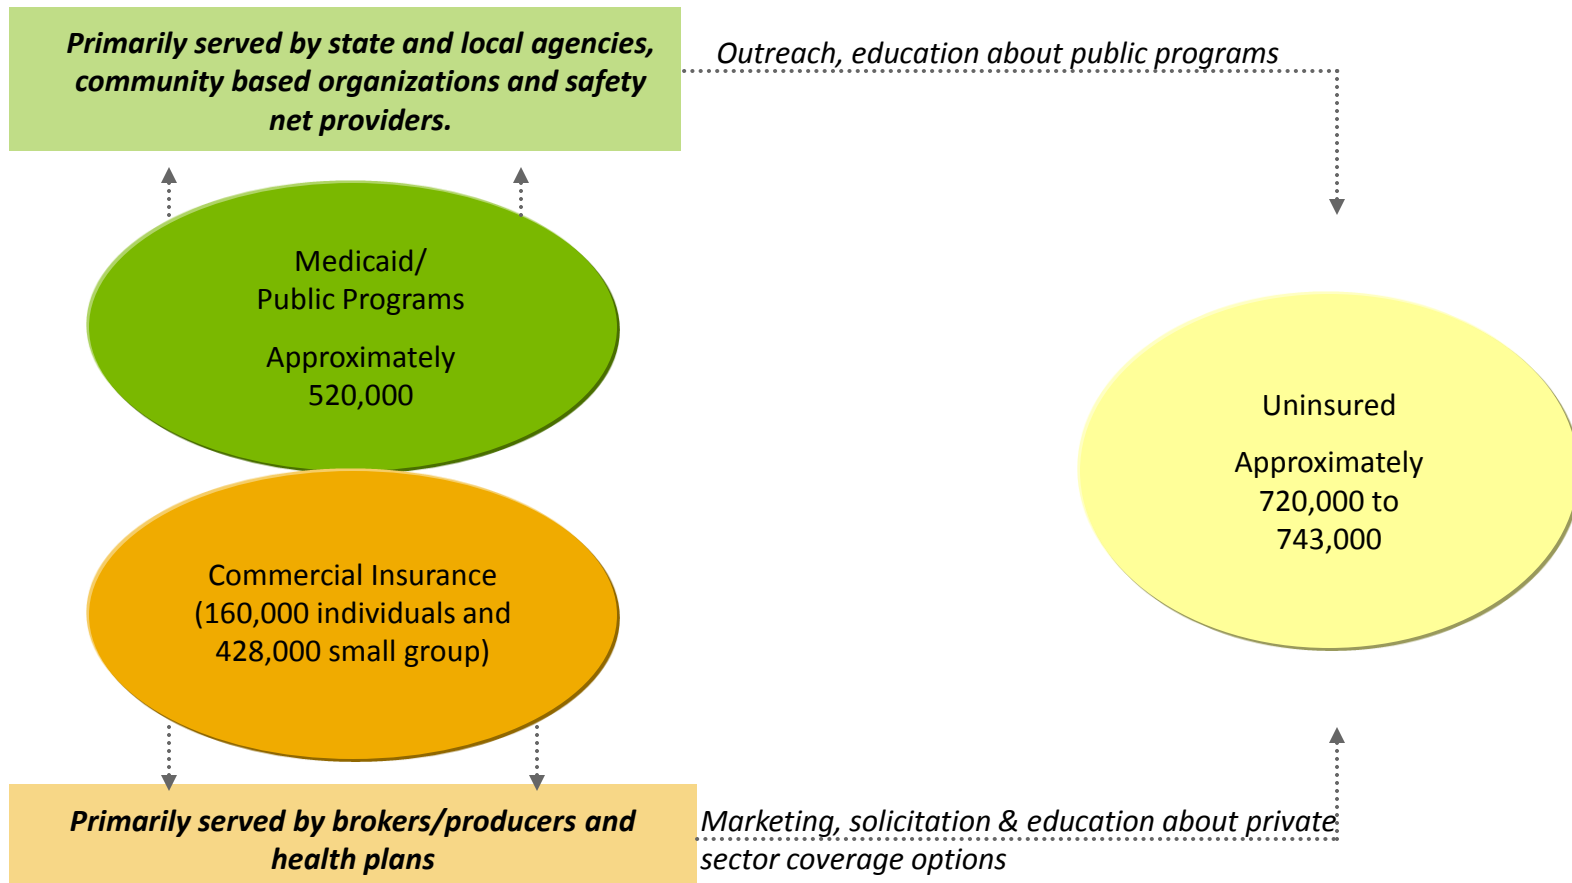 Primarily served by state and local agencies,
community based organizations and safety
net providers.
Outreach, education about public programs
Medicaid/
Public Programs
Approximately
520,000
Uninsured
Approximately
720,000 to
743,000
Commercial Insurance
(160,000 individuals and
428,000 small group)
Primarily served by brokers/producers and
health plans
Marketing, solicitation & education about private
sector coverage options